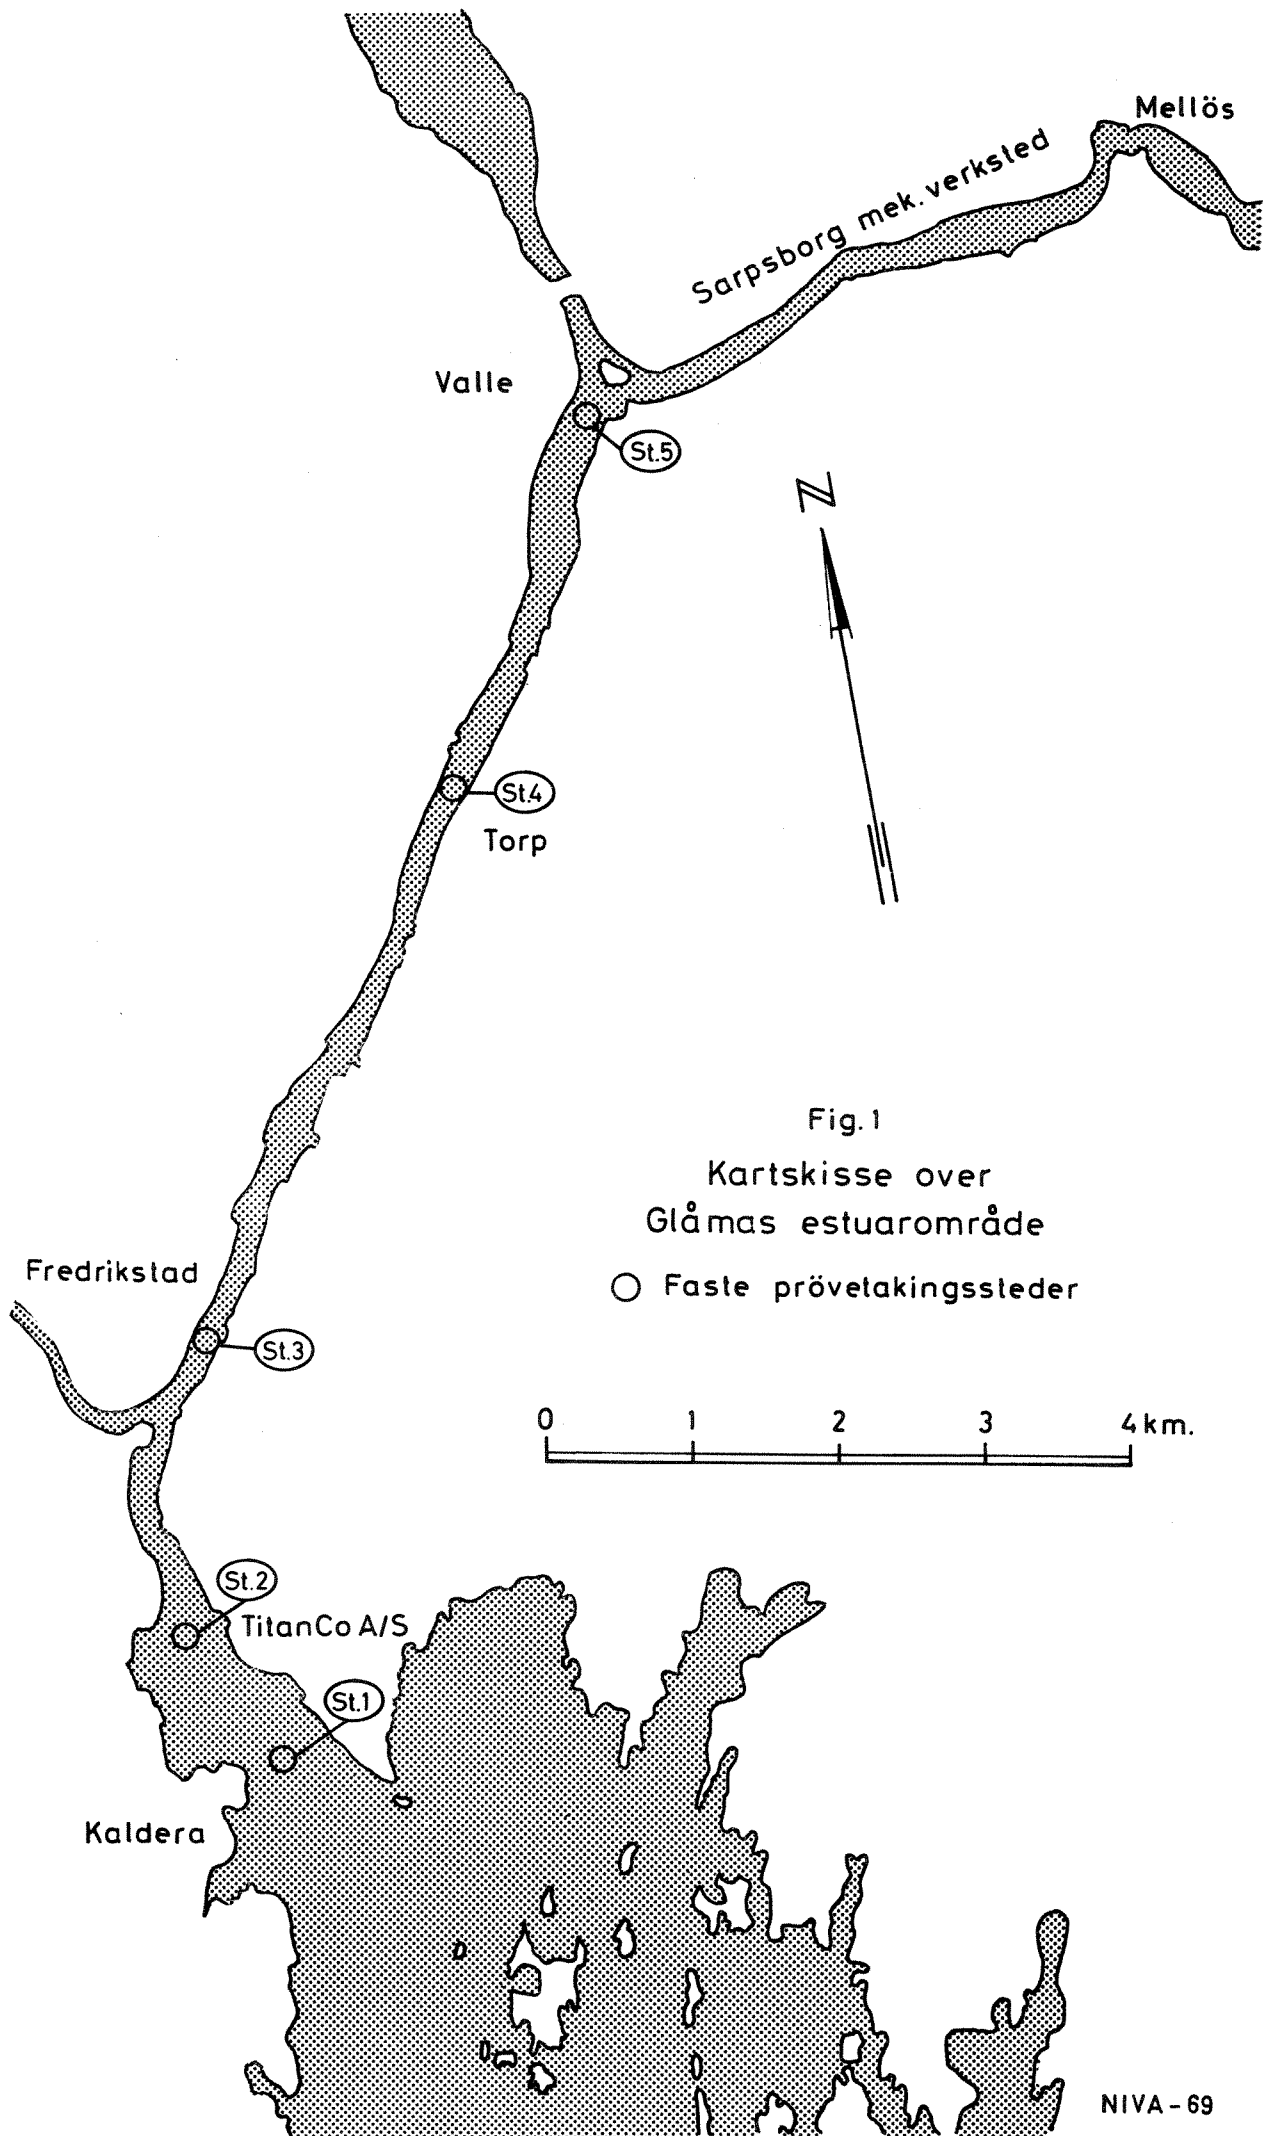 Mellös
Sarpsborg mek. verksted
Valle
St.5
N
St.4
Torp
Fig. 1
Kartskisse over
Glåmas estuarområde
Faste prövetakingssteder
Fredrikstad
St.3
0 1 2 3 4 km.
St.2
TitanCo A/S
St.1
Kaldera
NIVA - 69